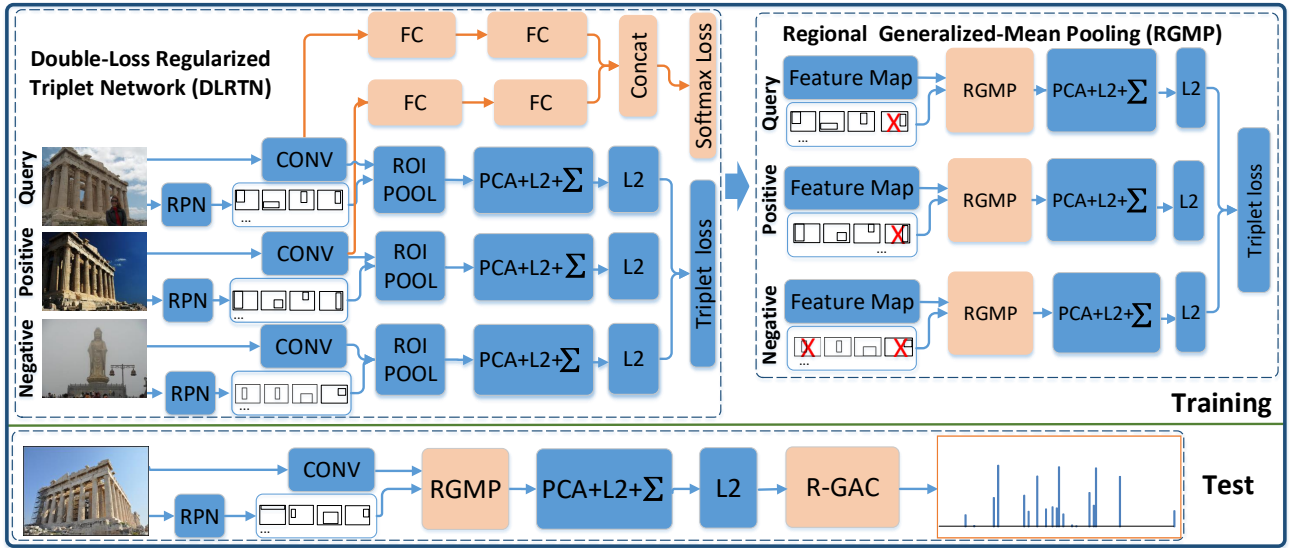 Double-Loss Regularized
Triplet Network (DLRTN)
FC
FC
FC
FC
Concat
Softmax Loss
Query
CONV
RPN
...
ROI
POOL
PCA+L2+Σ
L2
Positive
CONV
RPN
...
ROI
POOL
PCA+L2+Σ
L2
Negative
CONV
RPN
...
ROI
POOL
PCA+L2+Σ
L2
Triplet loss
Regional Generalized-Mean Pooling (RGMP)
Query
Feature Map
X
...
RGMP
PCA+L2+Σ
L2
Positive
Feature Map
X
...
RGMP
PCA+L2+Σ
L2
Negative
Feature Map
X
X
...
RGMP
PCA+L2+Σ
L2
Triplet loss
Training
CONV
RPN
...
RGMP
PCA+L2+Σ
L2
R-GAC
Test